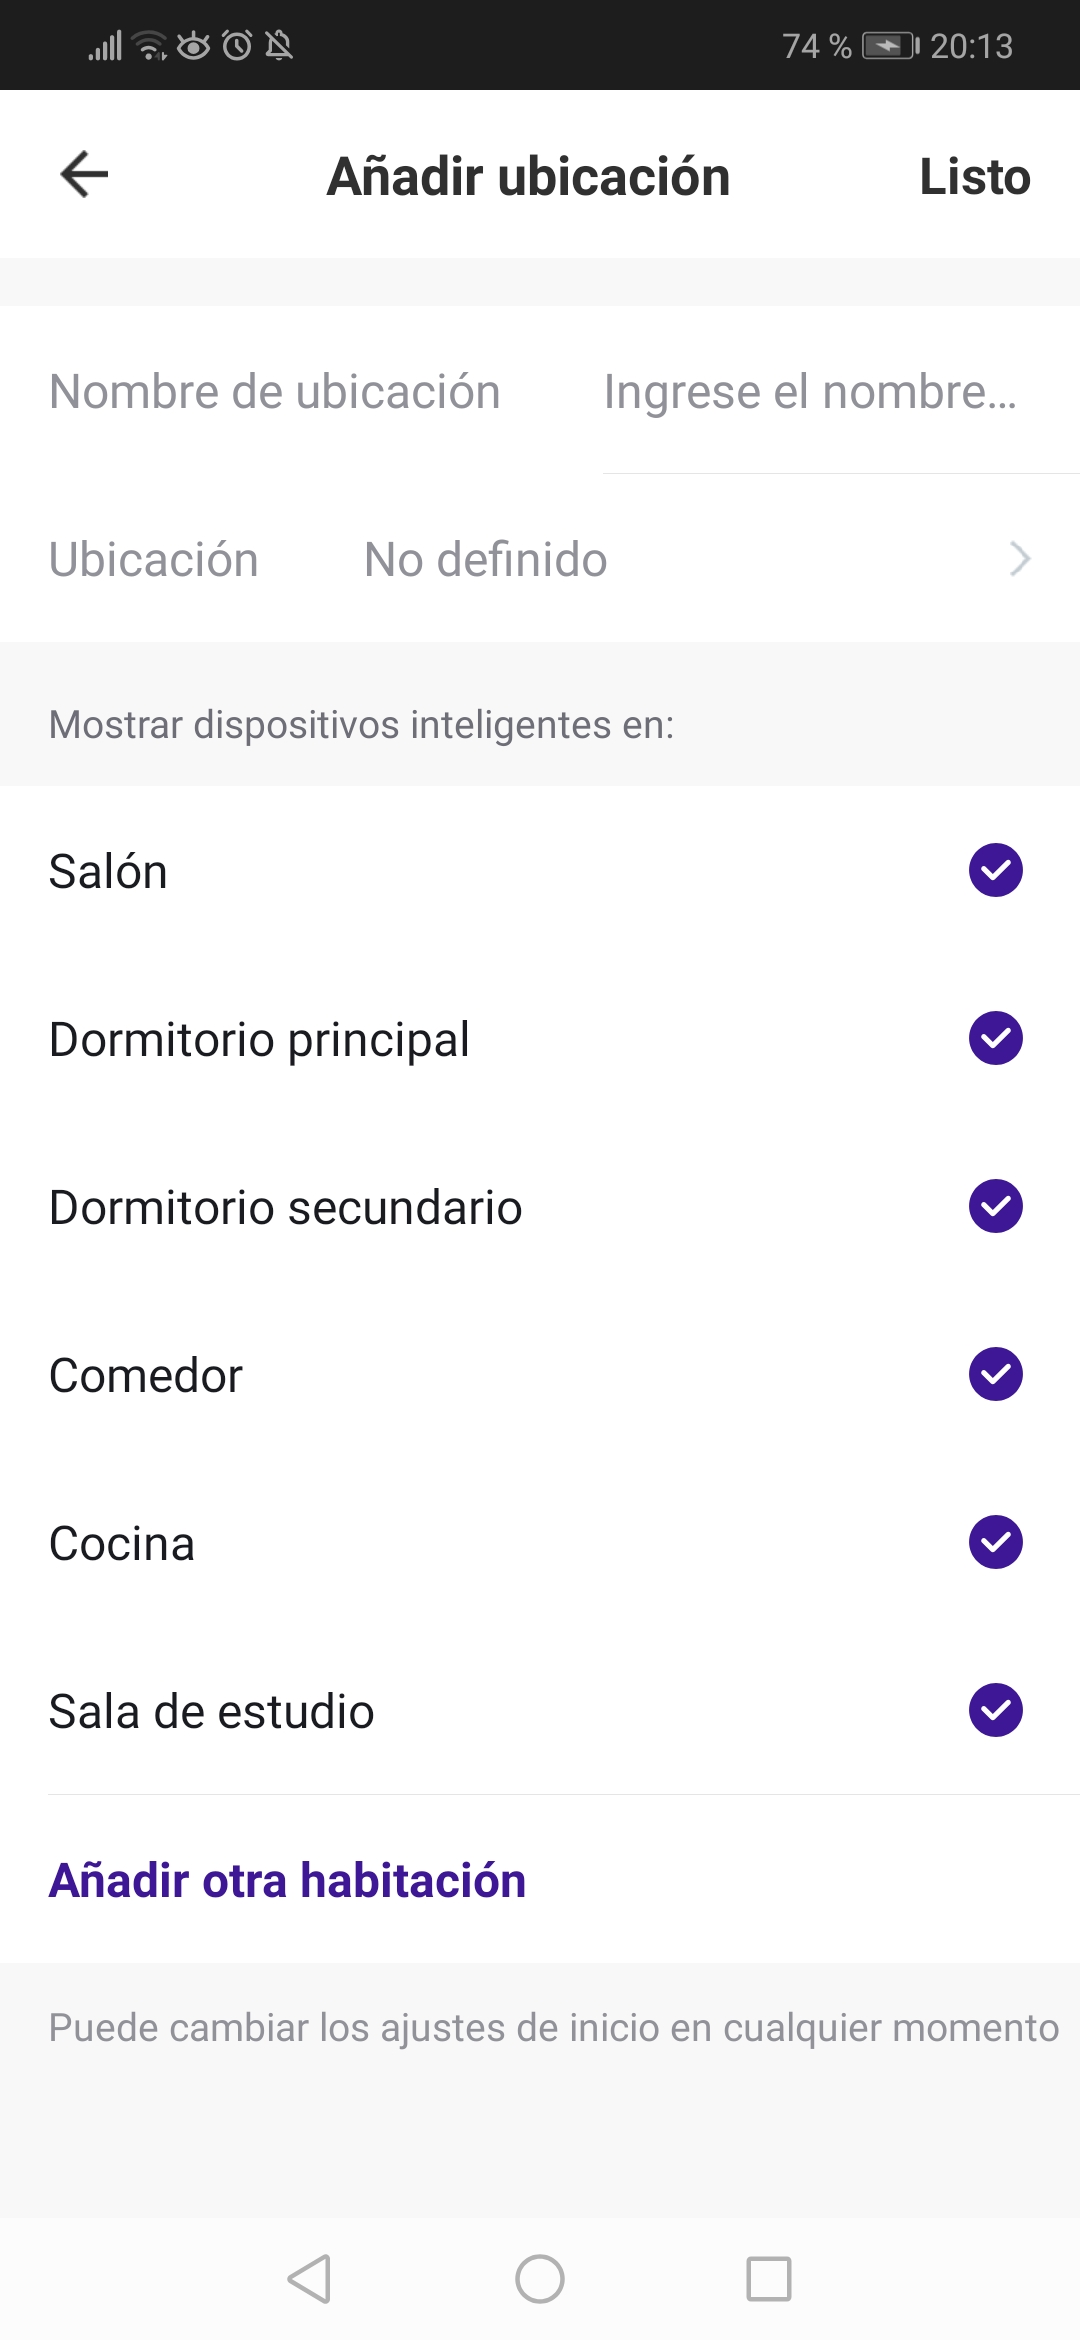 74 % 20:13
Añadir ubicación Listo
Nombre de ubicación Ingrese el nombre...
Ubicación No definido
Mostrar dispositivos inteligentes en:
Salón
Dormitorio principal
Dormitorio secundario
Comedor
Cocina
Sala de estudio
Añadir otra habitación
Puede cambiar los ajustes de inicio en cualquier momento